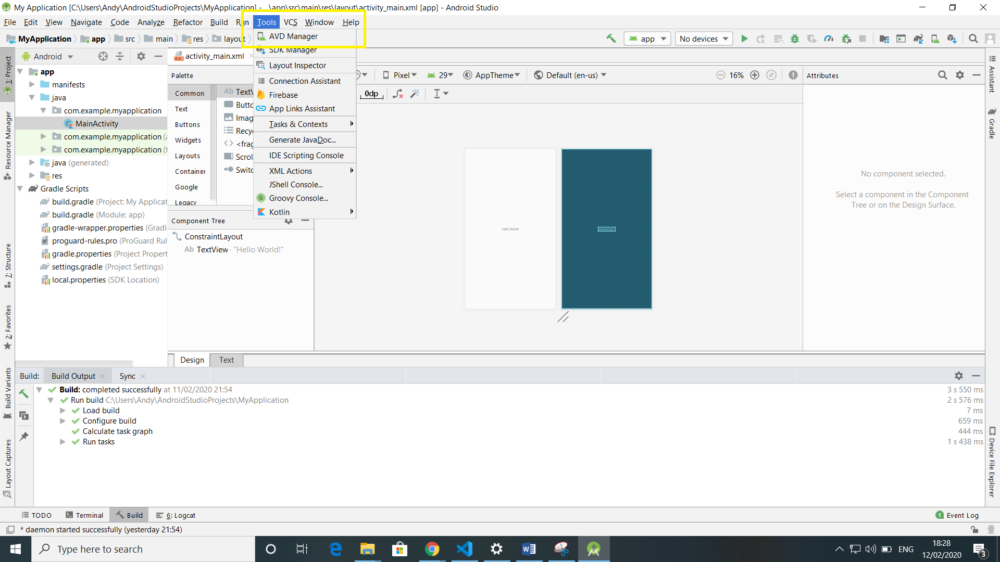 My Application [C:\Users\Andy\AndroidStudioProjects\MyApplication] - ...\app\src\main\res\layout\activity_main.xml [app] - Android Studio
File Edit View Navigate Code Analyze Refactor Build Run Tools VCS Window Help
MyApplication app src main res layout
app No devices
AVD Manager
SDK Manager
Layout Inspector
Connection Assistant
Firebase
App Links Assistant
Tasks & Contexts
Generate JavaDoc...
IDE Scripting Console
XML Actions
JShell Console...
Groovy Console...
Kotlin
1: Project
Resource Manager
7: Structure
2: Favorites
Build Variants
Layout Captures
Android
app
manifests
java
com.example.myapplication
MainActivity
com.example.myapplication (a
com.example.myapplication (t
java (generated)
res
Gradle Scripts
build.gradle (Project: My Applicat
build.gradle (Module: app)
gradle-wrapper.properties (Gradl
proguard-rules.pro (ProGuard Rul
gradle.properties (Project Propert
settings.gradle (Project Settings)
local.properties (SDK Location)
activity_main.xml
Palette
Common
Text
Buttons
Widgets
Layouts
Container
Google
Legacy
Ab TextV
Butto
Imag
Recyc
<frag
Scrol
Switc
Component Tree
ConstraintLayout
Ab TextView- "Hello World!"
Pixel 29 AppTheme Default (en-us) 16%
0dp
Hello World!
Attributes
No component selected.
Select a component in the Component
Tree or on the Design Surface.
Assistant
Gradle
Device File Explorer
Design Text
Build: Build Output Sync
Build: completed successfully at 11/02/2020 21:54 3 s 550 ms
Run build C:\Users\Andy\AndroidStudioProjects\MyApplication 2 s 576 ms
Load build 7 ms
Configure build 659 ms
Calculate task graph 444 ms
Run tasks 1 s 438 ms
TODO Terminal Build 6: Logcat 1 Event Log
* daemon started successfully (yesterday 21:54)
Type here to search
ENG
18:28
12/02/2020
3